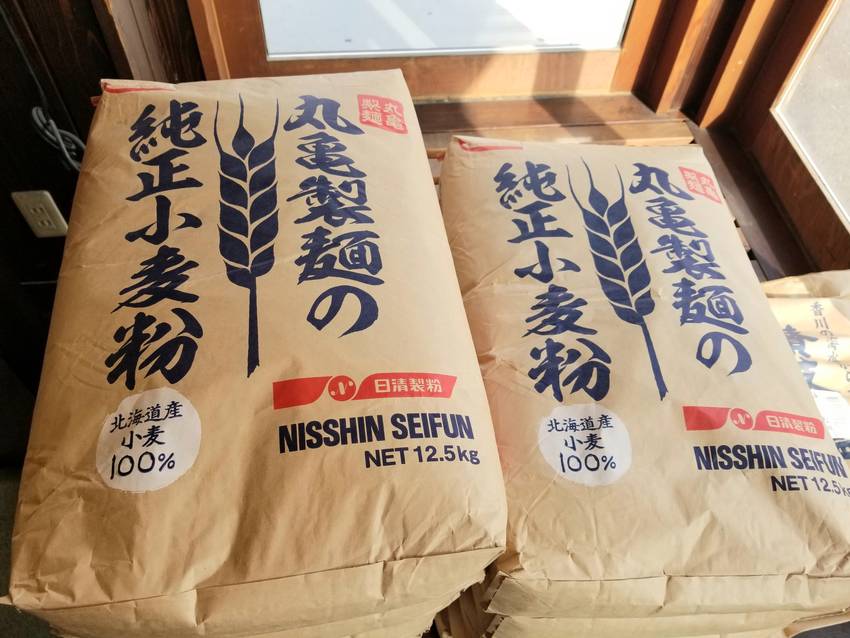 丸亀製麺の
純正小麦粉
丸亀
製麺
北海道産
小麦
100%
日清製粉
NISSHIN SEIFUN
NET 12.5kg
丸亀製麺の
純正小麦粉
丸亀
製麺
北海道産
小麦
100%
日清製粉
NISSHIN SEIFUN
NET 12.5kg
香川の